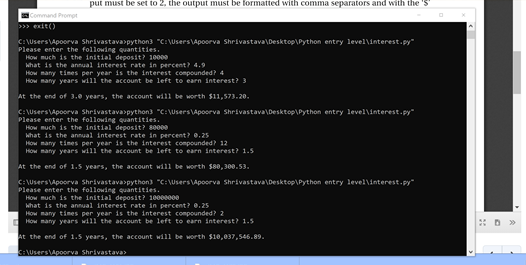 put must be set to 2, the output must be formatted with comma separators and with the '$'
Command Prompt
>>> exit()
C:\Users\Apoorva Shrivastava>python3 "C:\Users\Apoorva Shrivastava\Desktop\Python entry level\interest.py"
Please enter the following quantities.
How much is the initial deposit? 10000
What is the annual interest rate in percent? 4.9
How many times per year is the interest compounded? 4
How many years will the account be left to earn interest? 3
At the end of 3.0 years, the account will be worth $11,573.20.
C:\Users\Apoorva Shrivastava>python3 "C:\Users\Apoorva Shrivastava\Desktop\Python entry level\interest.py"
Please enter the following quantities.
How much is the initial deposit? 80000
What is the annual interest rate in percent? 0.25
How many times per year is the interest compounded? 12
How many years will the account be left to earn interest? 1.5
At the end of 1.5 years, the account will be worth $80,300.53.
C:\Users\Apoorva Shrivastava>python3 "C:\Users\Apoorva Shrivastava\Desktop\Python entry level\interest.py"
Please enter the following quantities.
How much is the initial deposit? 10000000
What is the annual interest rate in percent? 0.25
How many times per year is the interest compounded? 2
How many years will the account be left to earn interest? 1.5
At the end of 1.5 years, the account will be worth $10,037,546.89.
C:\Users\Apoorva Shrivastava>